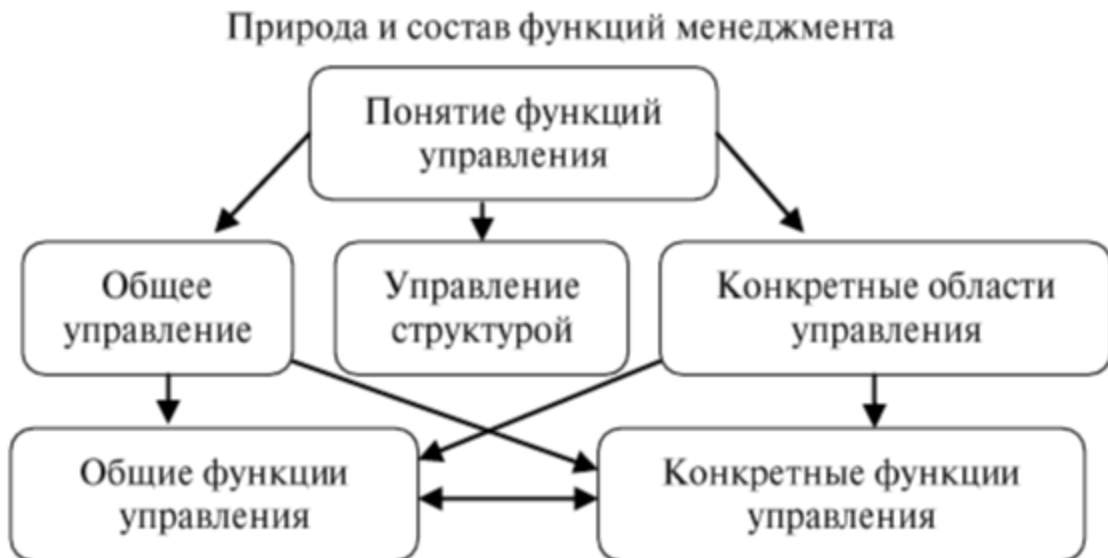 Природа и состав функций менеджмента
Понятие функций
управления
Общее
управление
Управление
структурой
Конкретные области
управления
Общие функции
управления
Конкретные функции
управления